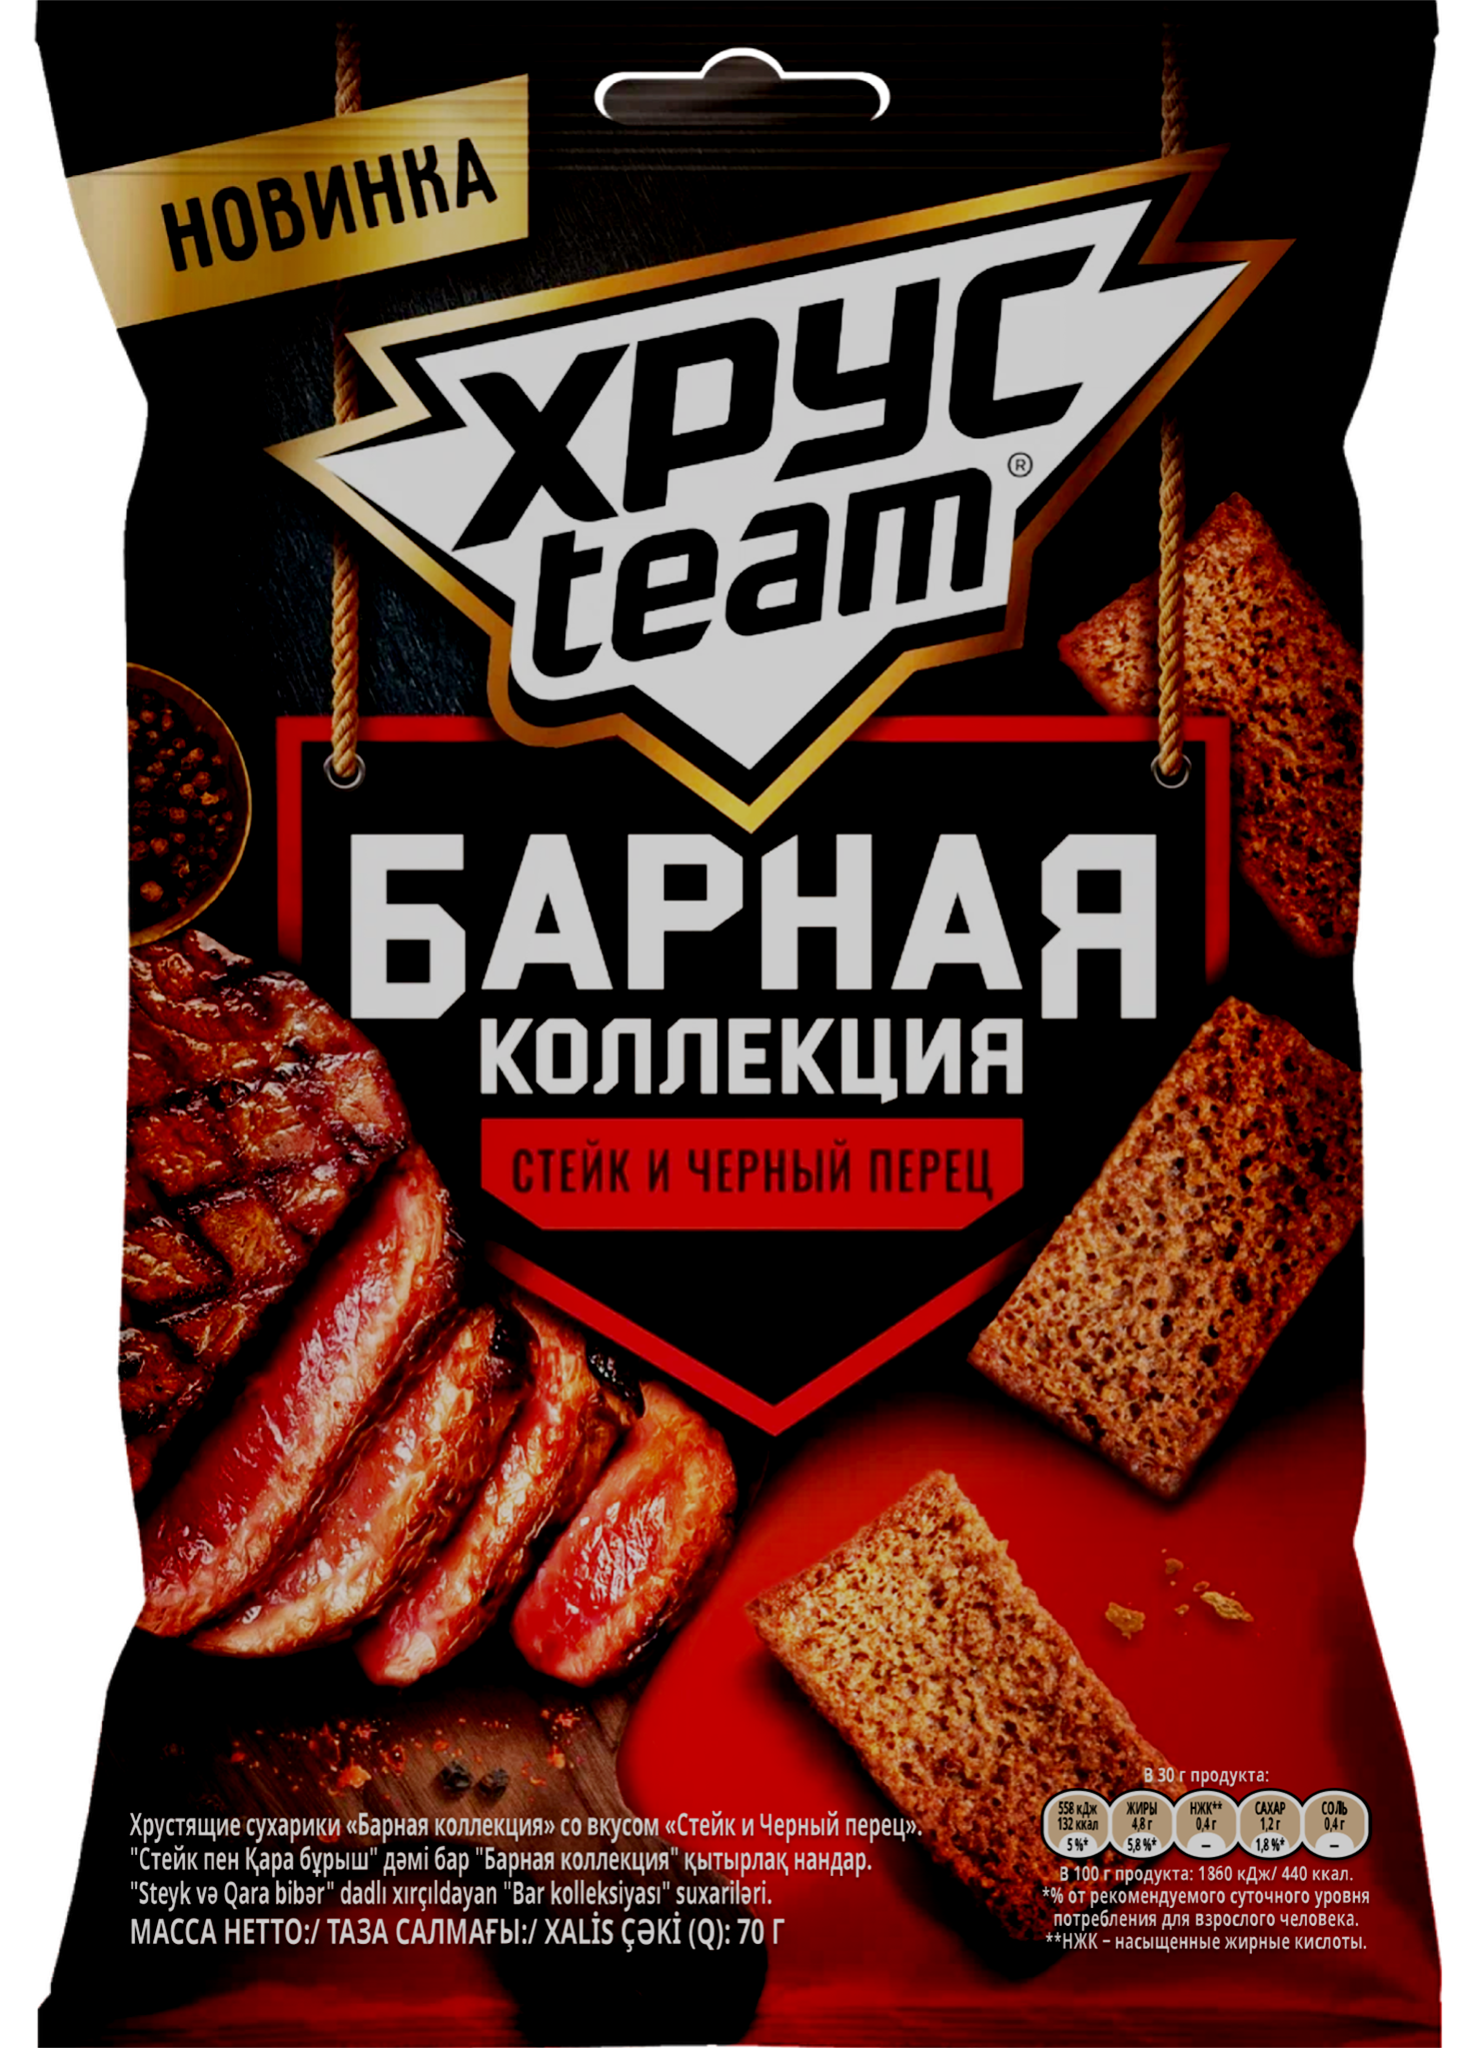 НОВИНКА
ХРУС
team®
БАРНАЯ
КОЛЛЕКЦИЯ
СТЕЙК И ЧЕРНЫЙ ПЕРЕЦ
Хрустящие сухарики «Барная коллекция» со вкусом «Стейк и Черный перец».
"Стейк пен Қара бұрыш" дәмі бар "Барная коллекция" қытырлақ нандар.
"Steyk və Qara bibər" dadlı xırçıldayan "Bar kolleksiyası" suxariləri.
МАССА НЕТТО:/ ТАЗА САЛМАҒЫ:/ XALİS ÇƏKİ (Q): 70 Г
В 30 г продукта:
558 кДж ЖИРЫ НЖК** САХАР СОЛЬ
132 ккал 4,8 г 0,4 г 1,2 г 0,4 г
5 %* 5,8 %* – 1,8 %* –
В 100 г продукта: 1860 кДж/ 440 ккал.
*% от рекомендуемого суточного уровня
потребления для взрослого человека.
**НЖК – насыщенные жирные кислоты.